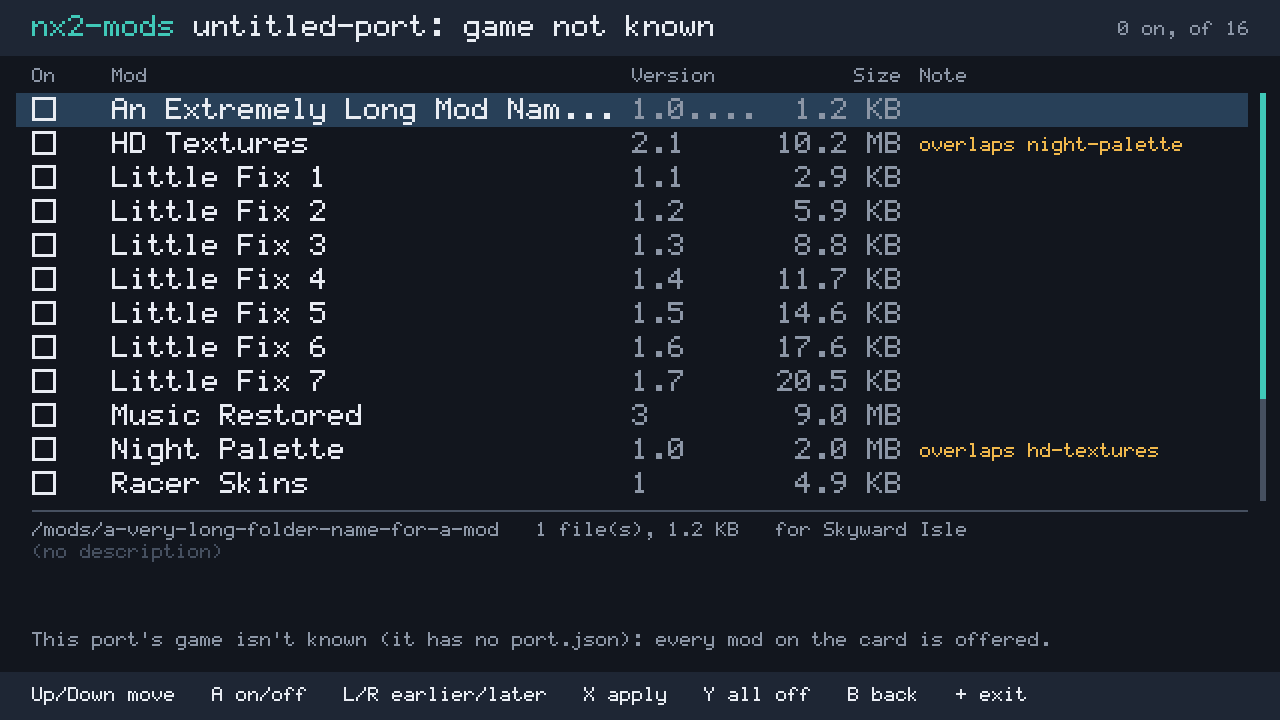 nx2-mods untitled-port: game not known 0 on, of 16
On Mod Version Size Note
An Extremely Long Mod Nam... 1.0.... 1.2 KB
HD Textures 2.1 10.2 MB overlaps night-palette
Little Fix 1 1.1 2.9 KB
Little Fix 2 1.2 5.9 KB
Little Fix 3 1.3 8.8 KB
Little Fix 4 1.4 11.7 KB
Little Fix 5 1.5 14.6 KB
Little Fix 6 1.6 17.6 KB
Little Fix 7 1.7 20.5 KB
Music Restored 3 9.0 MB
Night Palette 1.0 2.0 MB overlaps hd-textures
Racer Skins 1 4.9 KB
/mods/a-very-long-folder-name-for-a-mod 1 file(s), 1.2 KB for Skyward Isle
(no description)
This port's game isn't known (it has no port.json): every mod on the card is offered.
Up/Down move A on/off L/R earlier/later X apply Y all off B back + exit